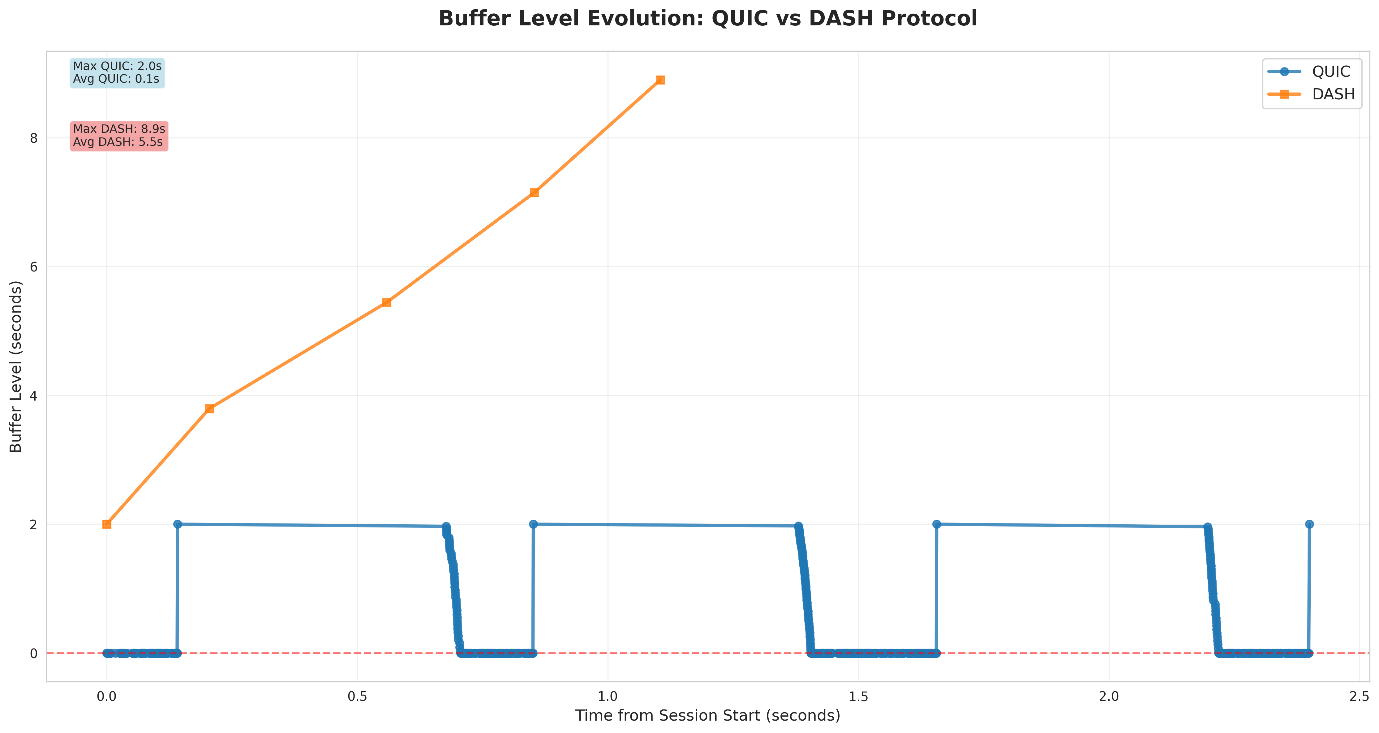 Buffer Level Evolution: QUIC vs DASH Protocol
Max QUIC: 2.0s
Avg QUIC: 0.1s
Max DASH: 8.9s
Avg DASH: 5.5s
QUIC
DASH
Buffer Level (seconds)
8
6
4
2
0
0.0
0.5
1.0
1.5
2.0
2.5
Time from Session Start (seconds)